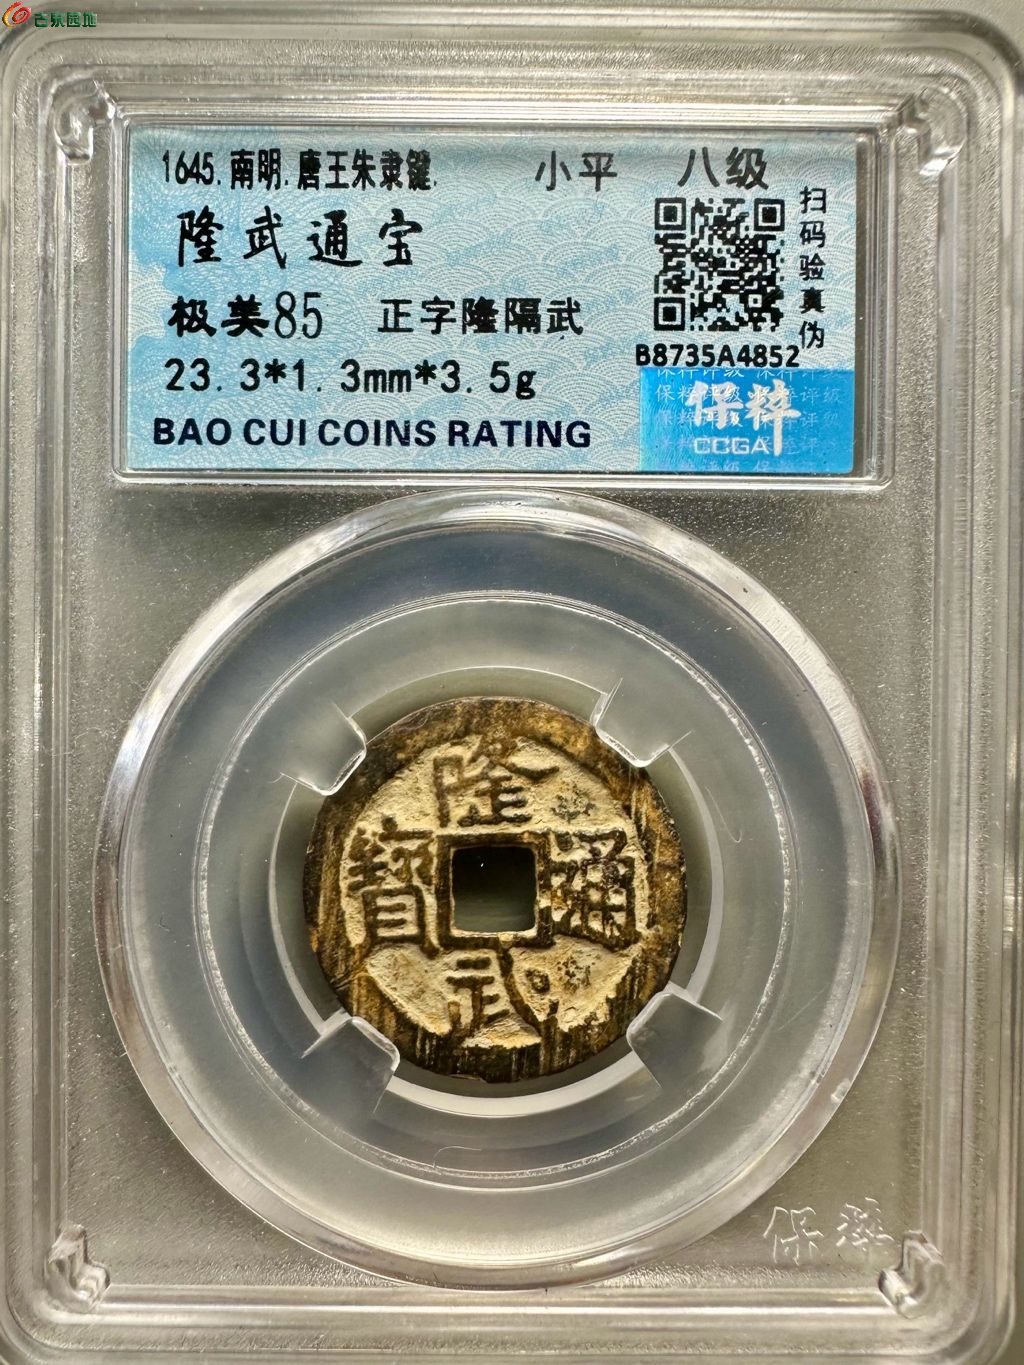 古泉园地
1645.南明.唐王朱隶键. 小平 八级
隆武通宝
扫码验真伪
极美85 正字隆隔武
B8735A4852
23.3*1.3mm*3.5g
保粹
CCGA
BAO CUI COINS RATING
隆
寶 通
武
保粹